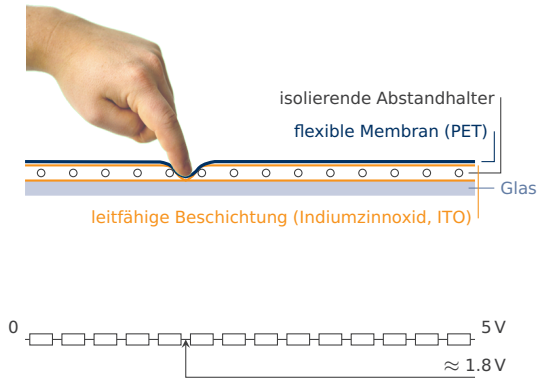 isolierende Abstandhalter
flexible Membran (PET)
Glas
leitfähige Beschichtung (Indiumzinnoxid, ITO)
0
5 V
≈ 1.8 V